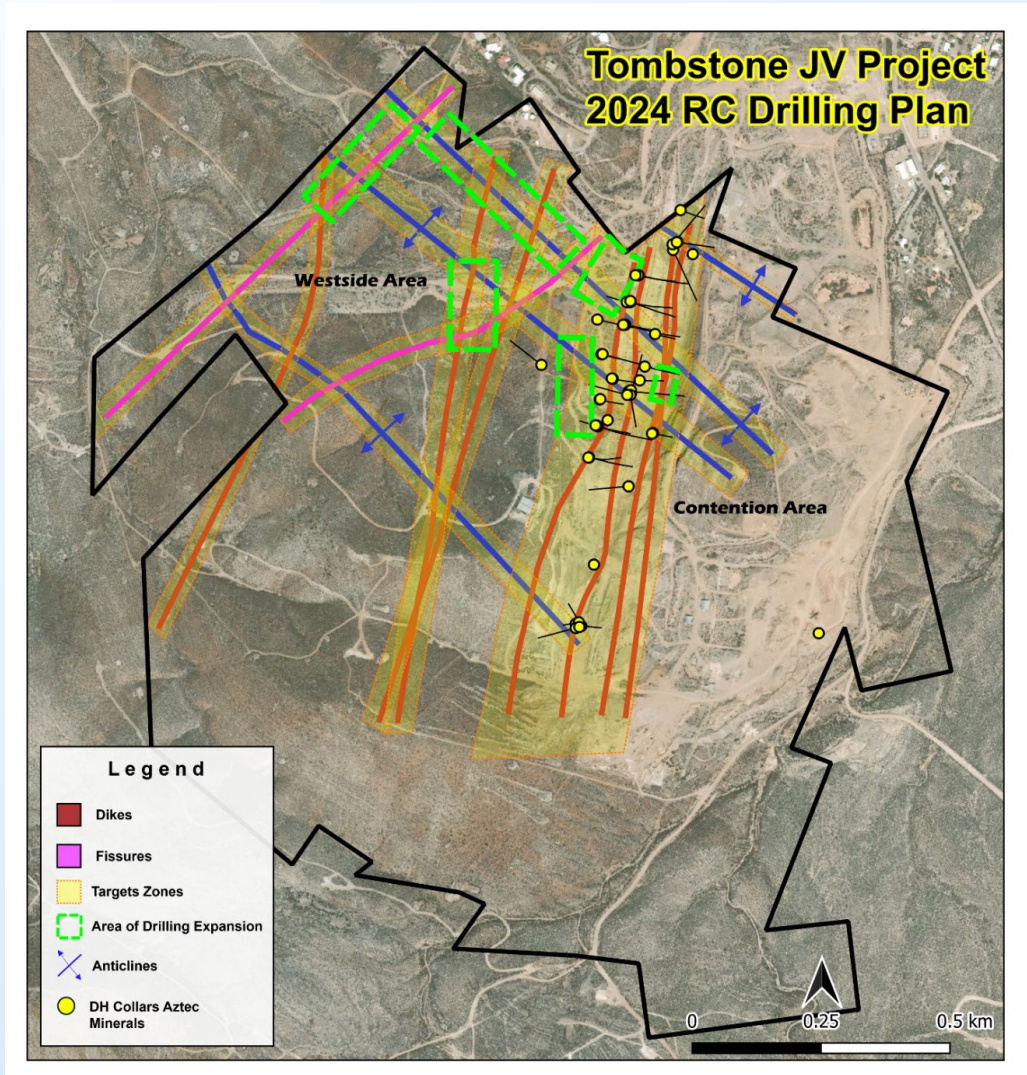 Tombstone JV Project
2024 RC Drilling Plan
Westside Area
Contention Area
Legend
Dikes
Fissures
Targets Zones
Area of Drilling Expansion
Anticlines
DH Collars Aztec
Minerals
0 0.25 0.5 km